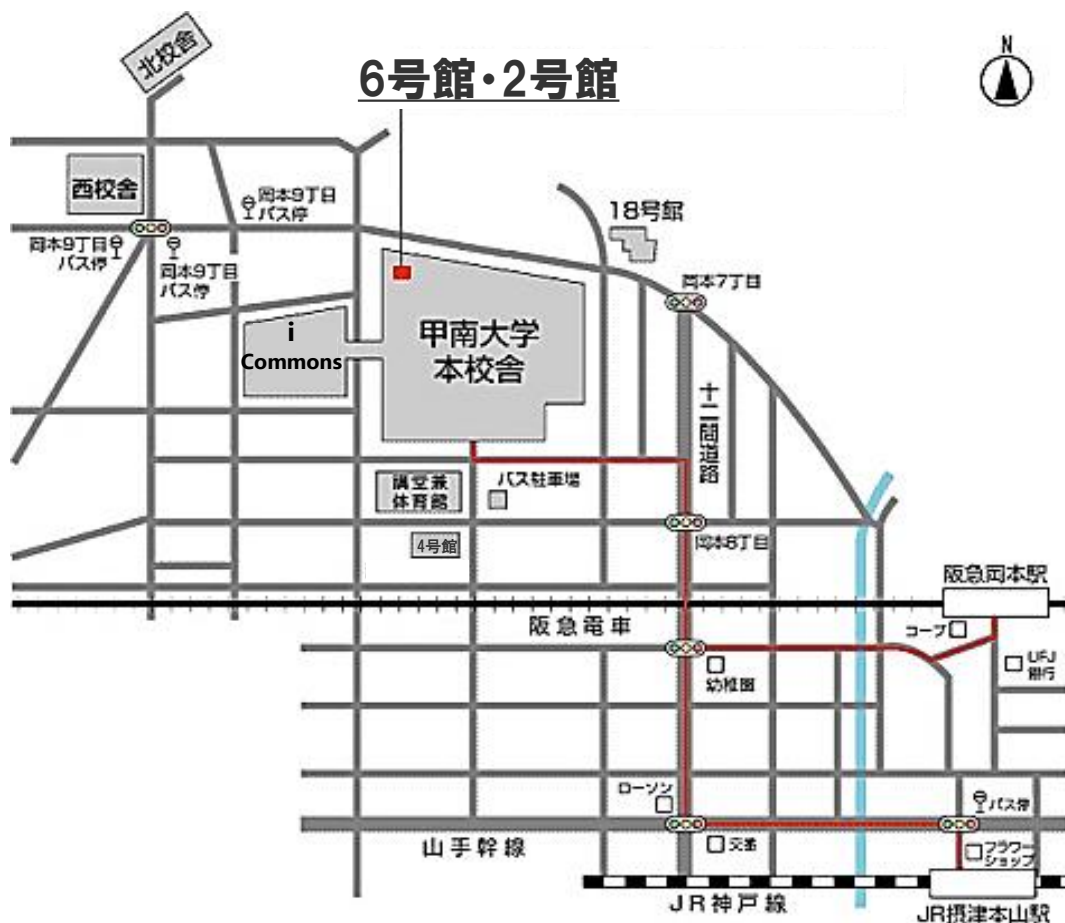 北校舎
6号館・2号館
N
西校舎
岡本9丁目
バス停
18号館
岡本9丁目
バス停
岡本9丁目
バス停
岡本7丁目
i
Commons
甲南大学
本校舎
十二間道路
講堂兼
体育館
バス駐車場
4号館
岡本8丁目
阪急岡本駅
阪急電車
コープ
幼稚園
UFJ
銀行
ローソン
バス停
山手幹線
交番
フラワー
ショップ
JR神戸線
JR摂津本山駅